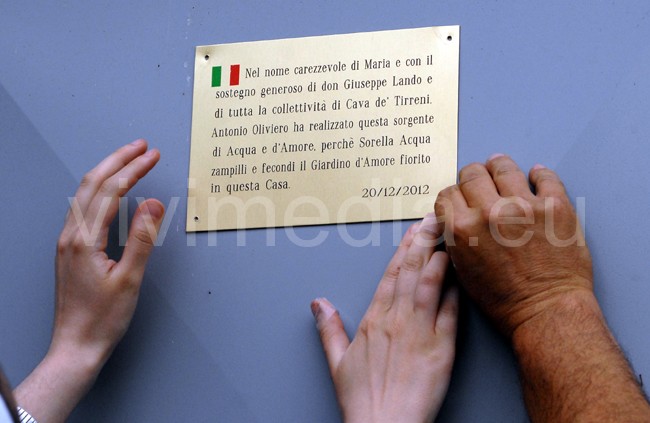 Nel nome carezzevole di Maria e con il
sostegno generoso di don Giuseppe Lando e
di tutta la collettività di Cava de' Tirreni,
Antonio Oliviero ha realizzato questa sorgente
di Acqua e d'Amore, perchè Sorella Acqua
zampilli e fecondi il Giardino d'Amore fiorito
in questa Casa.
20/12/2012
vivimedia.eu